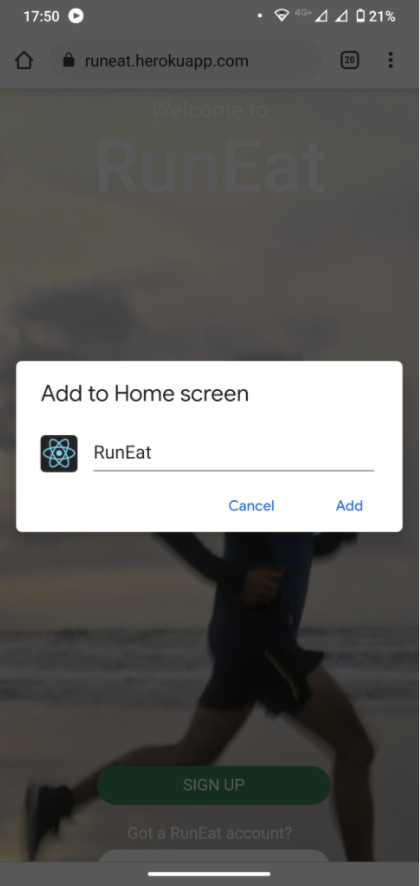 17:50
4G+
21%
runeat.herokuapp.com
20
Welcome to
RunEat
Add to Home screen
RunEat
Cancel Add
SIGN UP
Got a RunEat account?